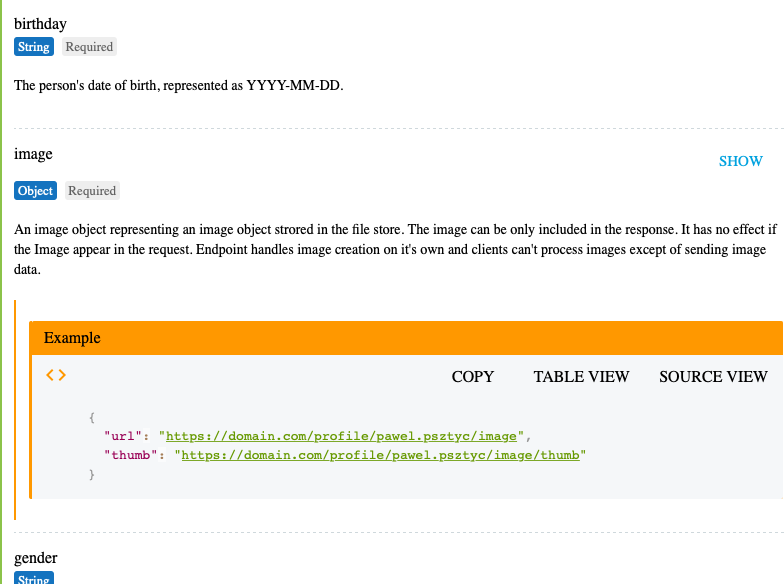 birthday
String Required
The person's date of birth, represented as YYYY-MM-DD.
image
SHOW
Object Required
An image object representing an image object strored in the file store. The image can be only included in the response. It has no effect if
the Image appear in the request. Endpoint handles image creation on it's own and clients can't process images except of sending image
data.
Example
<> COPY TABLE VIEW SOURCE VIEW
{
"url": "https://domain.com/profile/pawel.psztyc/image",
"thumb": "https://domain.com/profile/pawel.psztyc/image/thumb"
}
gender
String